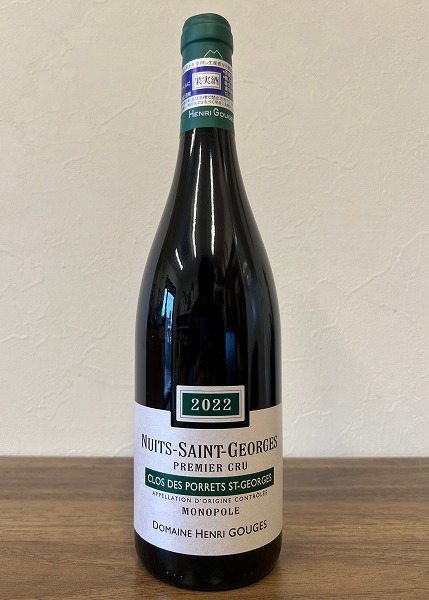 果実酒
HENRI GOUGES
2022
NUITS-SAINT-GEORGES
PREMIER CRU
CLOS DES PORRETS ST-GEORGES
APPELLATION D'ORIGINE CONTRÔLÉE
MONOPOLE
DOMAINE HENRI GOUGES